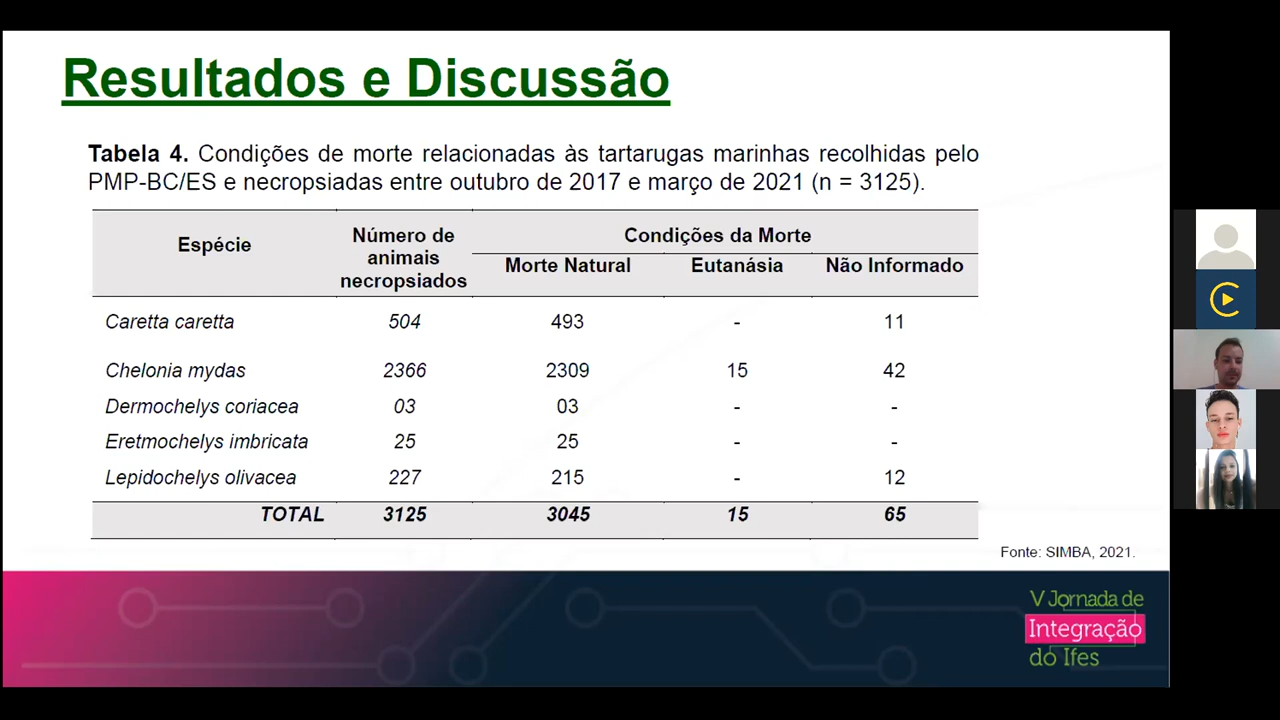 Resultados e Discussão
Tabela 4. Condições de morte relacionadas às tartarugas marinhas recolhidas pelo
PMP-BC/ES e necropsiadas entre outubro de 2017 e março de 2021 (n = 3125).
Espécie Número de animais necropsiados Condições da Morte
Morte Natural Eutanásia Não Informado
Caretta caretta 504 493 - 11
Chelonia mydas 2366 2309 15 42
Dermochelys coriacea 03 03 - -
Eretmochelys imbricata 25 25 - -
Lepidochelys olivacea 227 215 - 12
TOTAL 3125 3045 15 65
Fonte: SIMBA, 2021.
V Jornada de
Integração
do Ifes